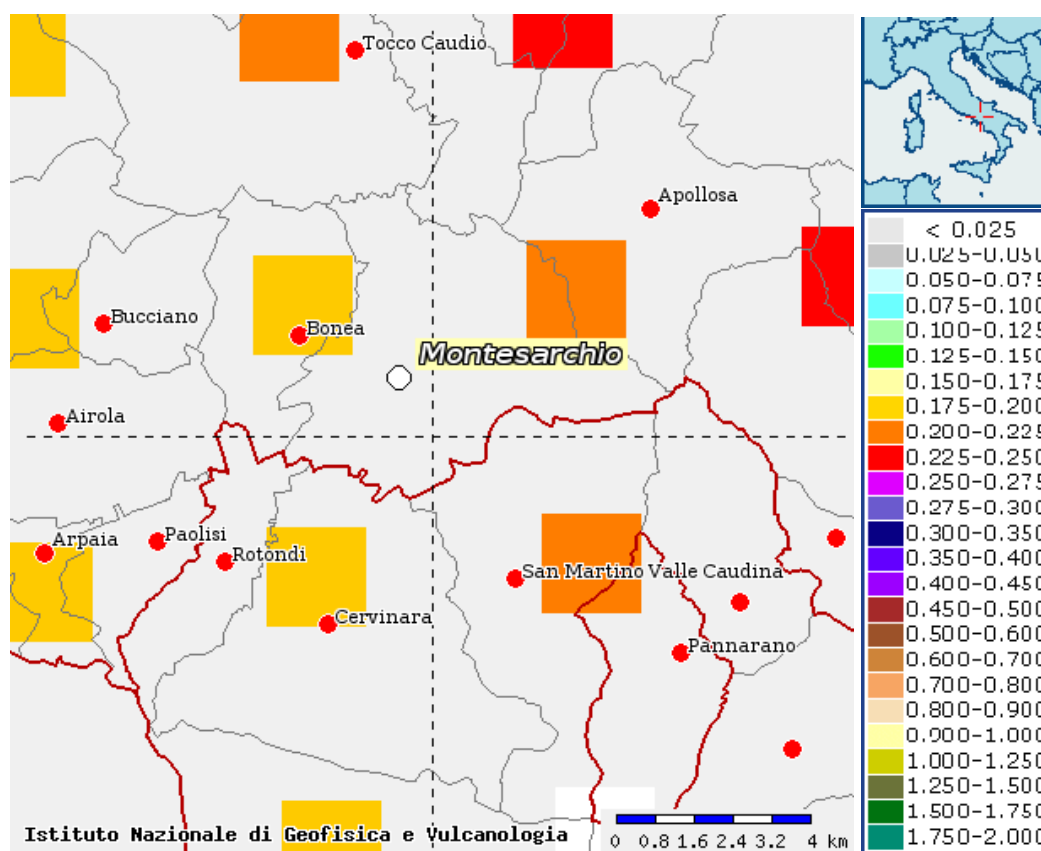 Tocco Caudio
Apollosa
Bucciano
Bonea
Montesarchio
Airola
Arpaia
Paolisi
Rotondi
San Martino Valle Caudina
Cervinara
Pannarano
Istituto Nazionale di Geofisica e Vulcanologia
0 0.8 1.6 2.4 3.2 4 km
< 0.025
0.025-0.050
0.050-0.075
0.075-0.100
0.100-0.125
0.125-0.150
0.150-0.175
0.175-0.200
0.200-0.225
0.225-0.250
0.250-0.275
0.275-0.300
0.300-0.350
0.350-0.400
0.400-0.450
0.450-0.500
0.500-0.600
0.600-0.700
0.700-0.800
0.800-0.900
0.900-1.000
1.000-1.250
1.250-1.500
1.500-1.750
1.750-2.000